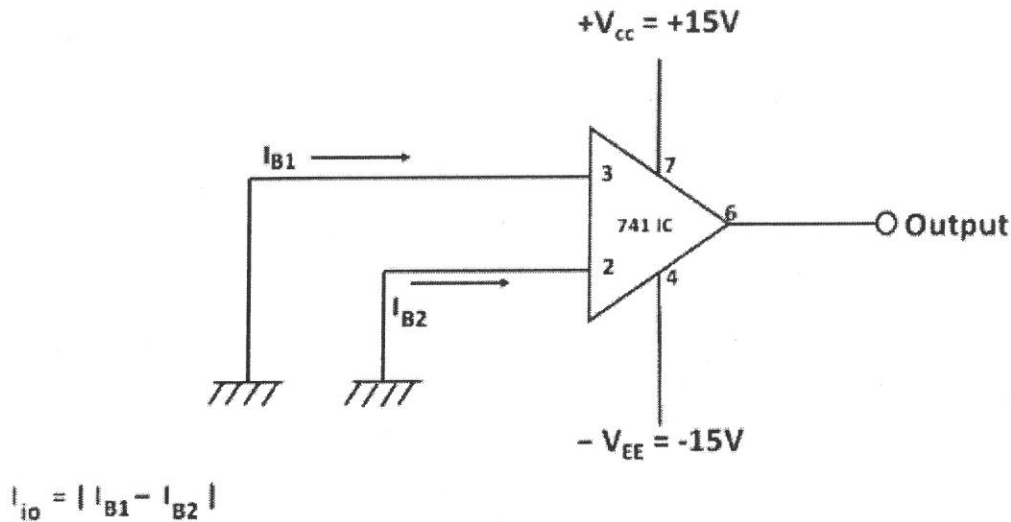 +Vcc = +15V
IB1
3
7
741 IC
6
Output
2
4
IB2
– VEE = -15V
Iio = | IB1 – IB2 |